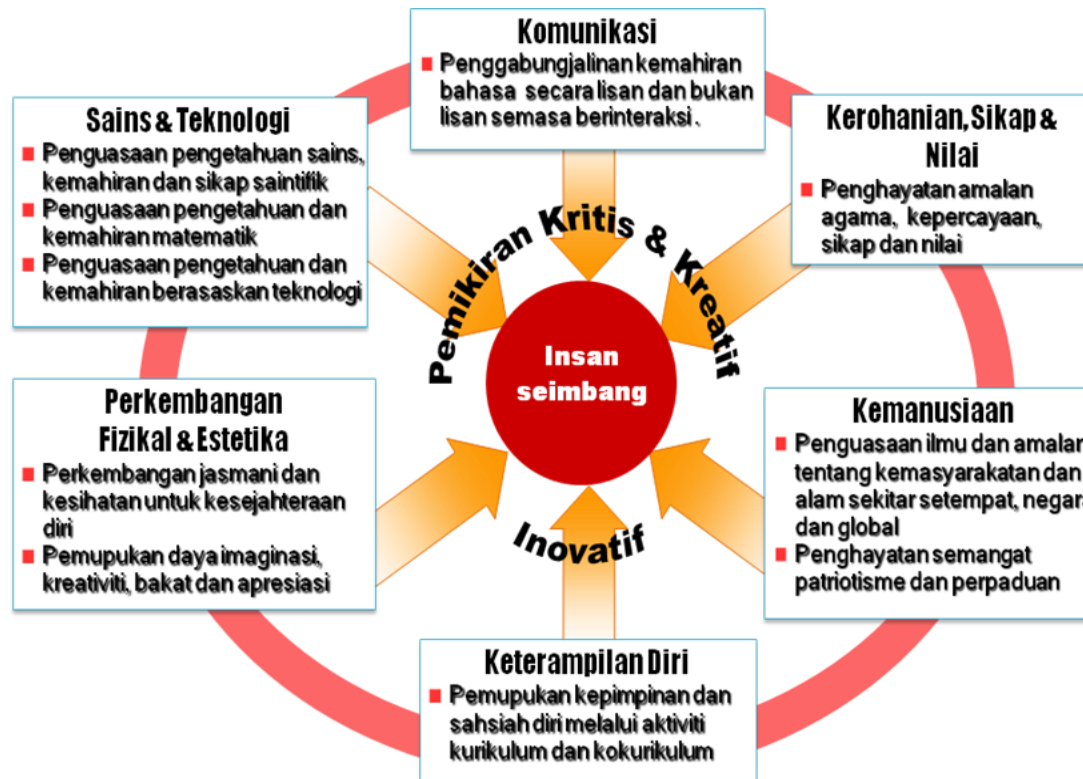 Komunikasi
Penggabungjalinan kemahiran
bahasa secara lisan dan bukan
lisan semasa berinteraksi .
Sains & Teknologi
Penguasaan pengetahuan sains,
kemahiran dan sikap saintifik
Penguasaan pengetahuan dan
kemahiran matematik
Penguasaan pengetahuan dan
kemahiran berasaskan teknologi
Kerohanian, Sikap &
Nilai
Penghayatan amalan
agama, kepercayaan,
sikap dan nilai
Pemikiran Kritis & Kreatif
Insan
seimbang
Inovatif
Perkembangan
Fizikal & Estetika
Perkembangan jasmani dan
kesihatan untuk kesejahteraan
diri
Pemupukan daya imaginasi,
kreativiti, bakat dan apresiasi
Kemanusiaan
Penguasaan ilmu dan amalan
tentang kemasyarakatan dan
alam sekitar setempat, negara
dan global
Penghayatan semangat
patriotisme dan perpaduan
Keterampilan Diri
Pemupukan kepimpinan dan
sahsiah diri melalui aktiviti
kurikulum dan kokurikulum